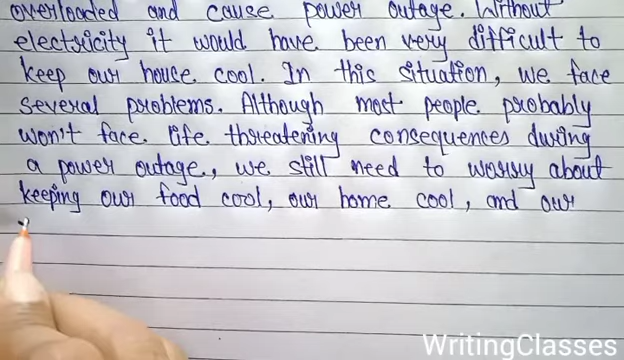 overloaded and cause power outage. Without
electricity it would have been very difficult to
keep our house cool. In this situation, we face
several problems. Although most people probably
won't face life threatening consequences during
a power outage, we still need to worry about
keeping our food cool, our home cool, and our
WritingClasses